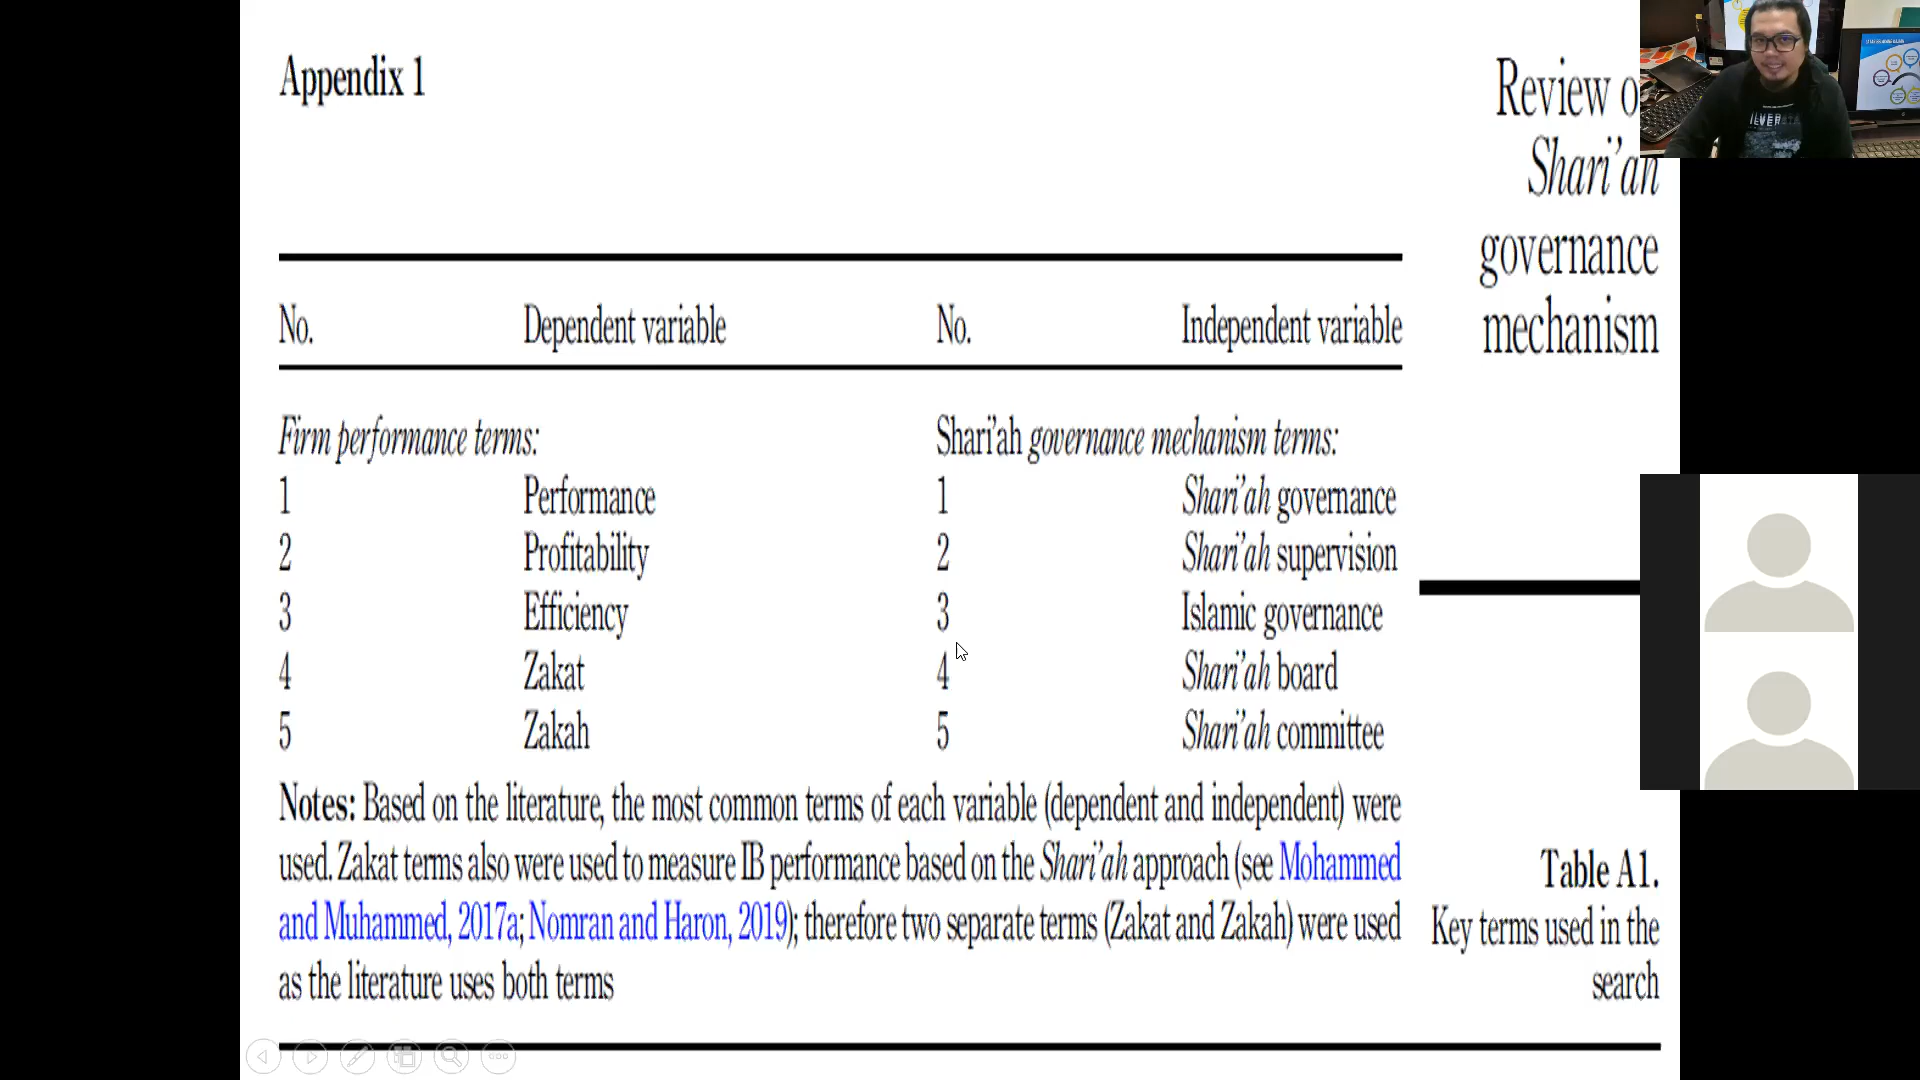 Appendix 1
Review o
Shari'ah
governance
mechanism
No. Dependent variable No. Independent variable
Firm performance terms: Shari'ah governance mechanism terms:
1 Performance 1 Shari'ah governance
2 Profitability 2 Shari'ah supervision
3 Efficiency 3 Islamic governance
4 Zakat 4 Shari'ah board
5 Zakah 5 Shari'ah committee
Notes: Based on the literature, the most common terms of each variable (dependent and independent) were
used. Zakat terms also were used to measure IB performance based on the Shari'ah approach (see Mohammed
and Muhammed, 2017a; Nomran and Haron, 2019); therefore two separate terms (Zakat and Zakah) were used
as the literature uses both terms
Table A1.
Key terms used in the
search